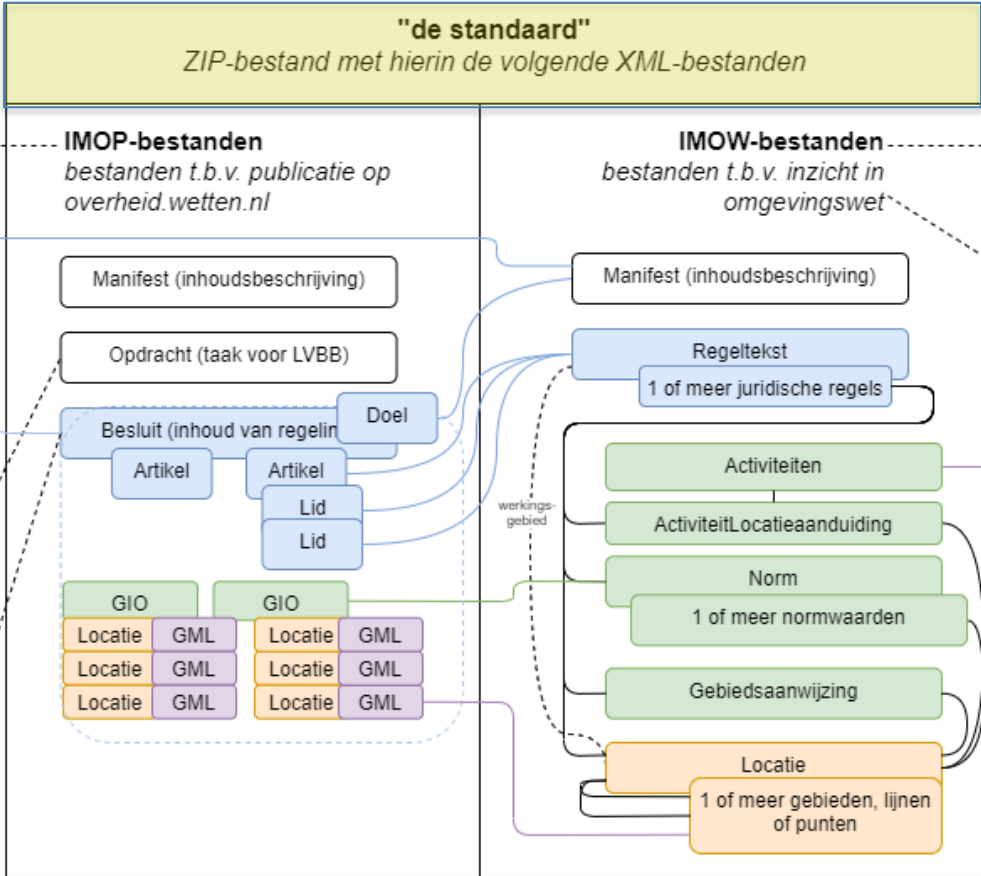 "de standaard"
ZIP-bestand met hierin de volgende XML-bestanden
IMOP-bestanden
bestanden t.b.v. publicatie op
overheid.wetten.nl
Manifest (inhoudsbeschrijving)
Opdracht (taak voor LVBB)
Doel
Besluit (inhoud van regelin
Artikel
Artikel
Lid
Lid
GIO
GIO
Locatie GML Locatie GML
Locatie GML Locatie GML
Locatie GML Locatie GML
IMOW-bestanden
bestanden t.b.v. inzicht in
omgevingswet
Manifest (inhoudsbeschrijving)
Regeltekst
1 of meer juridische regels
werkings-
gebied
Activiteiten
ActiviteitLocatieaanduiding
Norm
1 of meer normwaarden
Gebiedsaanwijzing
Locatie
1 of meer gebieden, lijnen
of punten